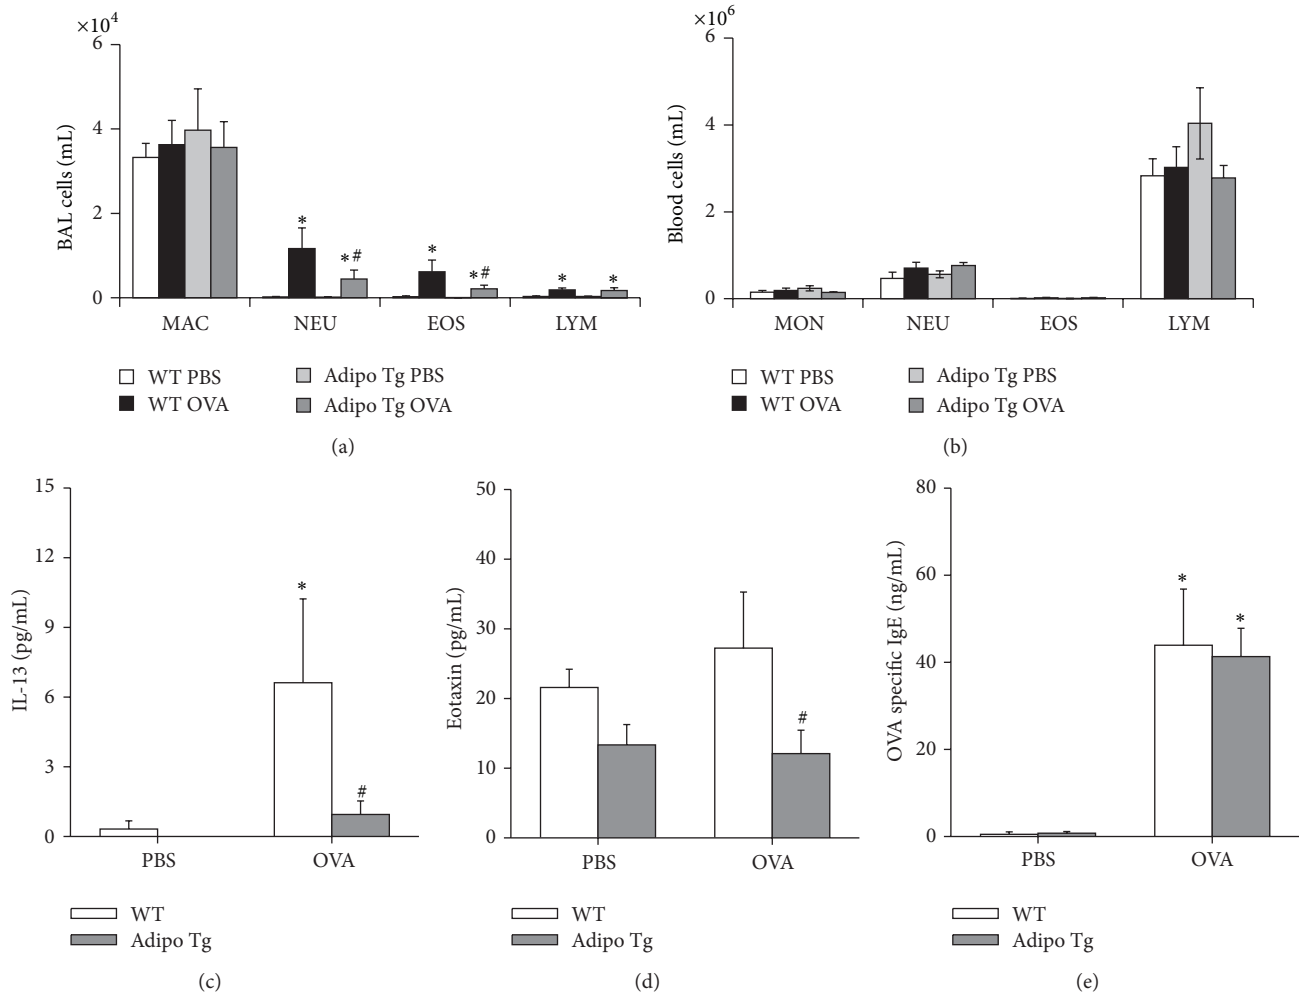 ×10⁴
6
4
2
0
BAL cells (mL)
*
*#
*
*#
*
*
MAC NEU EOS LYM
WT PBS Adipo Tg PBS
WT OVA Adipo Tg OVA
(a)
×10⁶
6
4
2
0
Blood cells (mL)
MON NEU EOS LYM
WT PBS Adipo Tg PBS
WT OVA Adipo Tg OVA
(b)
15
12
9
6
3
0
IL-13 (pg/mL)
*
#
PBS OVA
WT
Adipo Tg
(c)
50
40
30
20
10
0
Eotaxin (pg/mL)
#
PBS OVA
WT
Adipo Tg
(d)
80
60
40
20
0
OVA specific IgE (ng/mL)
*
*
PBS OVA
WT
Adipo Tg
(e)